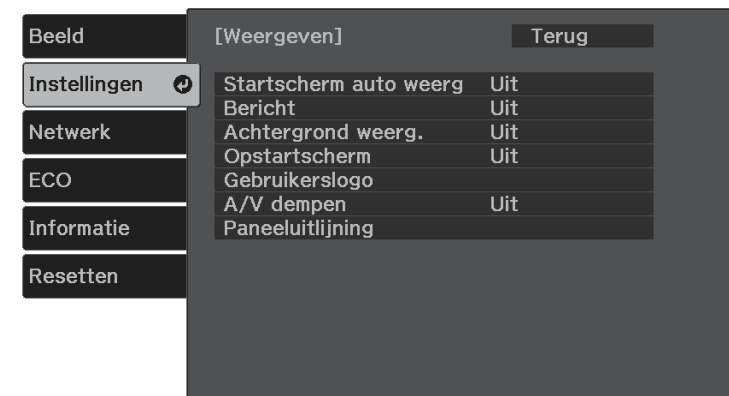 Beeld
Instellingen
Netwerk
ECO
Informatie
Resetten
[Weergeven] Terug
Startscherm auto weerg Uit
Bericht Uit
Achtergrond weerg. Uit
Opstartscherm Uit
Gebruikerslogo
A/V dempen Uit
Paneeluitlijning